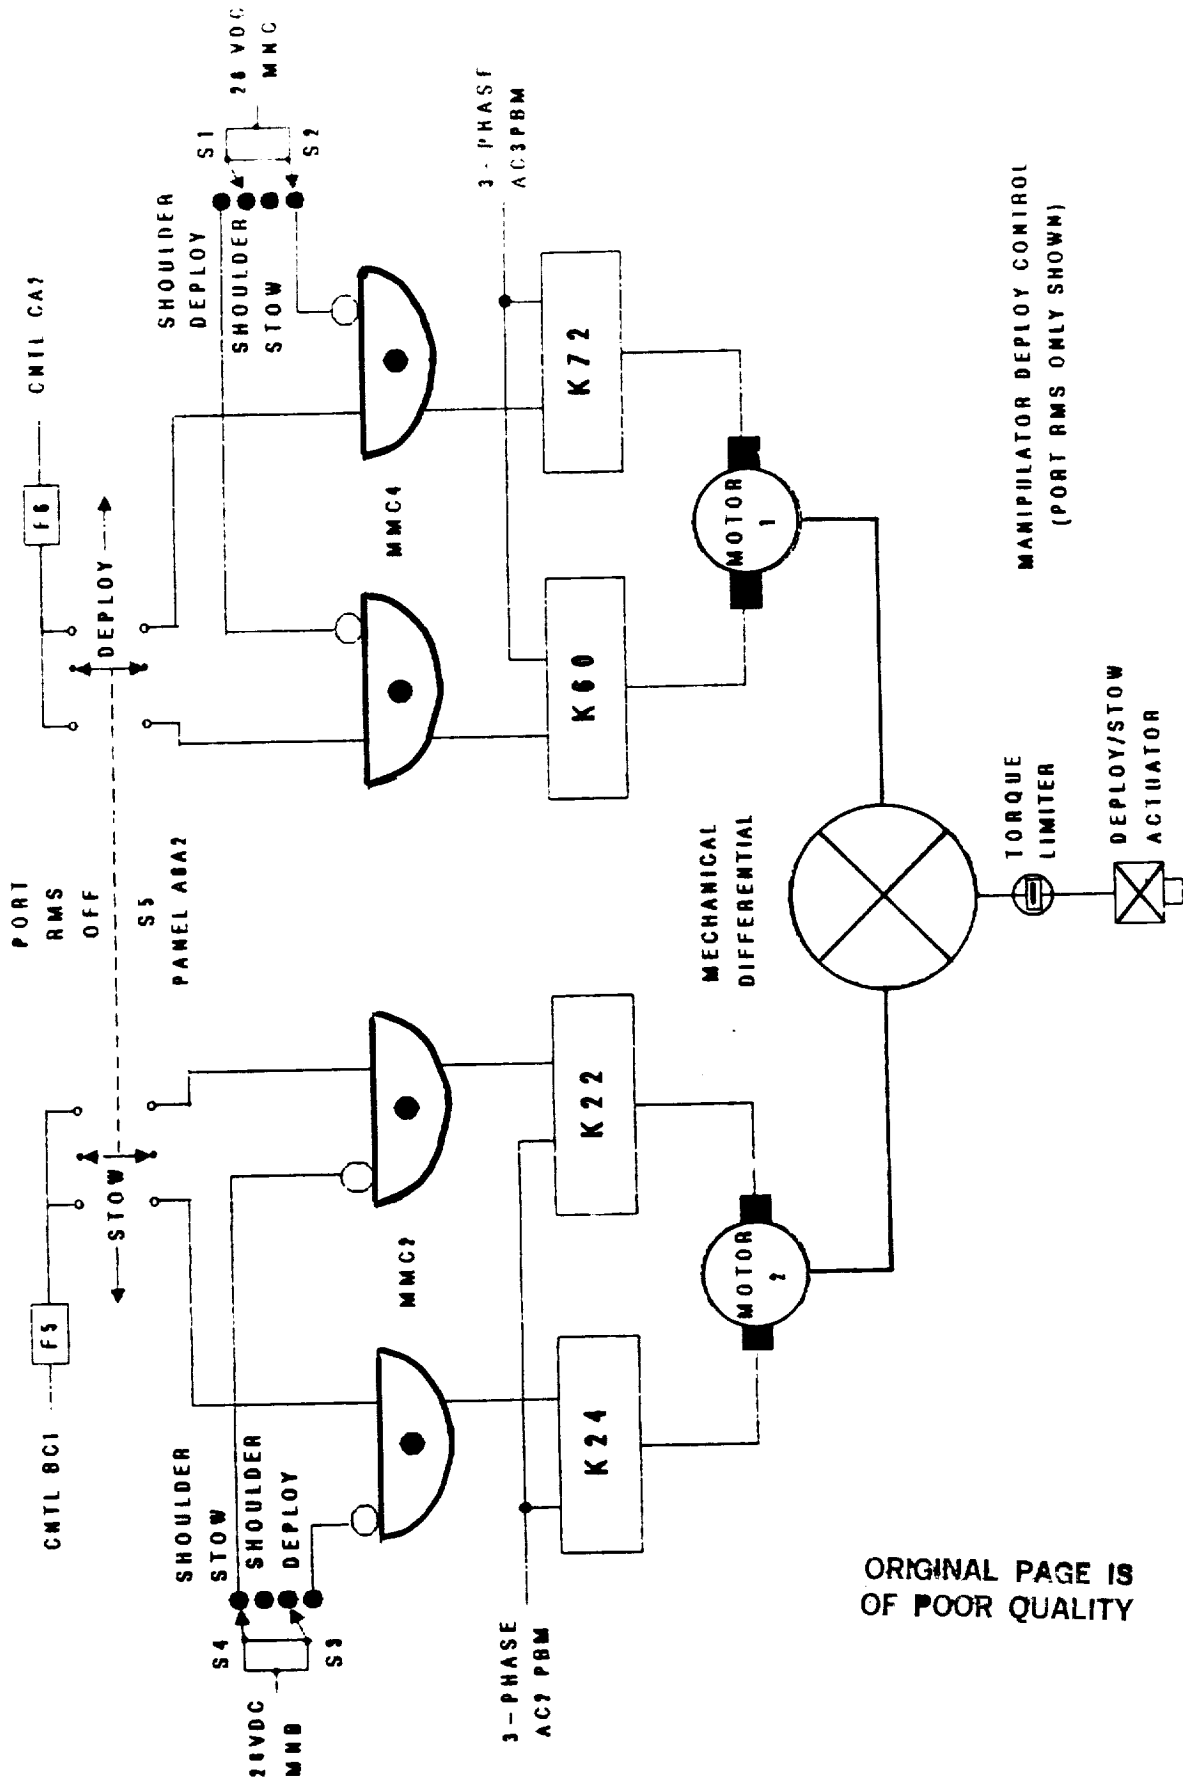 PORT
RMS
OFF
S5
PANEL A8A2
CNTL BC1
F5
STOW
DEPLOY
F6
CNTL CA2
SHOULDER
STOW
SHOULDER
DEPLOY
S4
S3
28VDC
MNB
SHOULDER
DEPLOY
SHOULDER
STOW
S1
S2
28 VDC
MNC
MMC2
MMC4
3-PHASE
AC2 PBM
3-PHASE
AC3PBM
K24
K22
K60
K72
MOTOR
2
MOTOR
1
MECHANICAL
DIFFERENTIAL
TORQUE
LIMITER
DEPLOY/STOW
ACTUATOR
MANIPULATOR DEPLOY CONTROL
(PORT RMS ONLY SHOWN)
ORIGINAL PAGE IS
OF POOR QUALITY